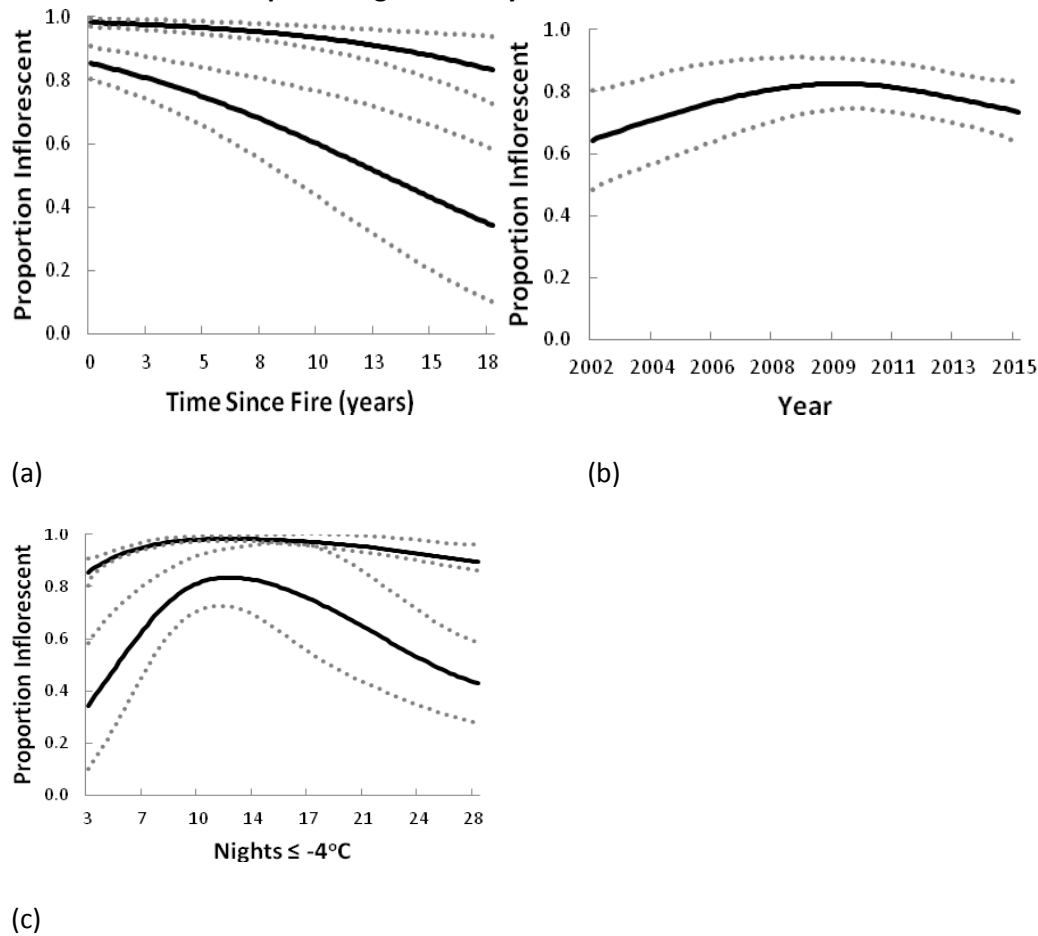 1.0
0.8
0.6
0.4
0.2
0.0
Proportion Inflorescent
0 3 5 8 10 13 15 18
Time Since Fire (years)
1.0
0.8
0.6
0.4
0.2
0.0
Proportion Inflorescent
2002 2004 2006 2008 2009 2011 2013 2015
Year
(a)
(b)
1.0
0.8
0.6
0.4
0.2
0.0
Proportion Inflorescent
3 7 10 14 17 21 24 28
Nights ≤ -4°C
(c)